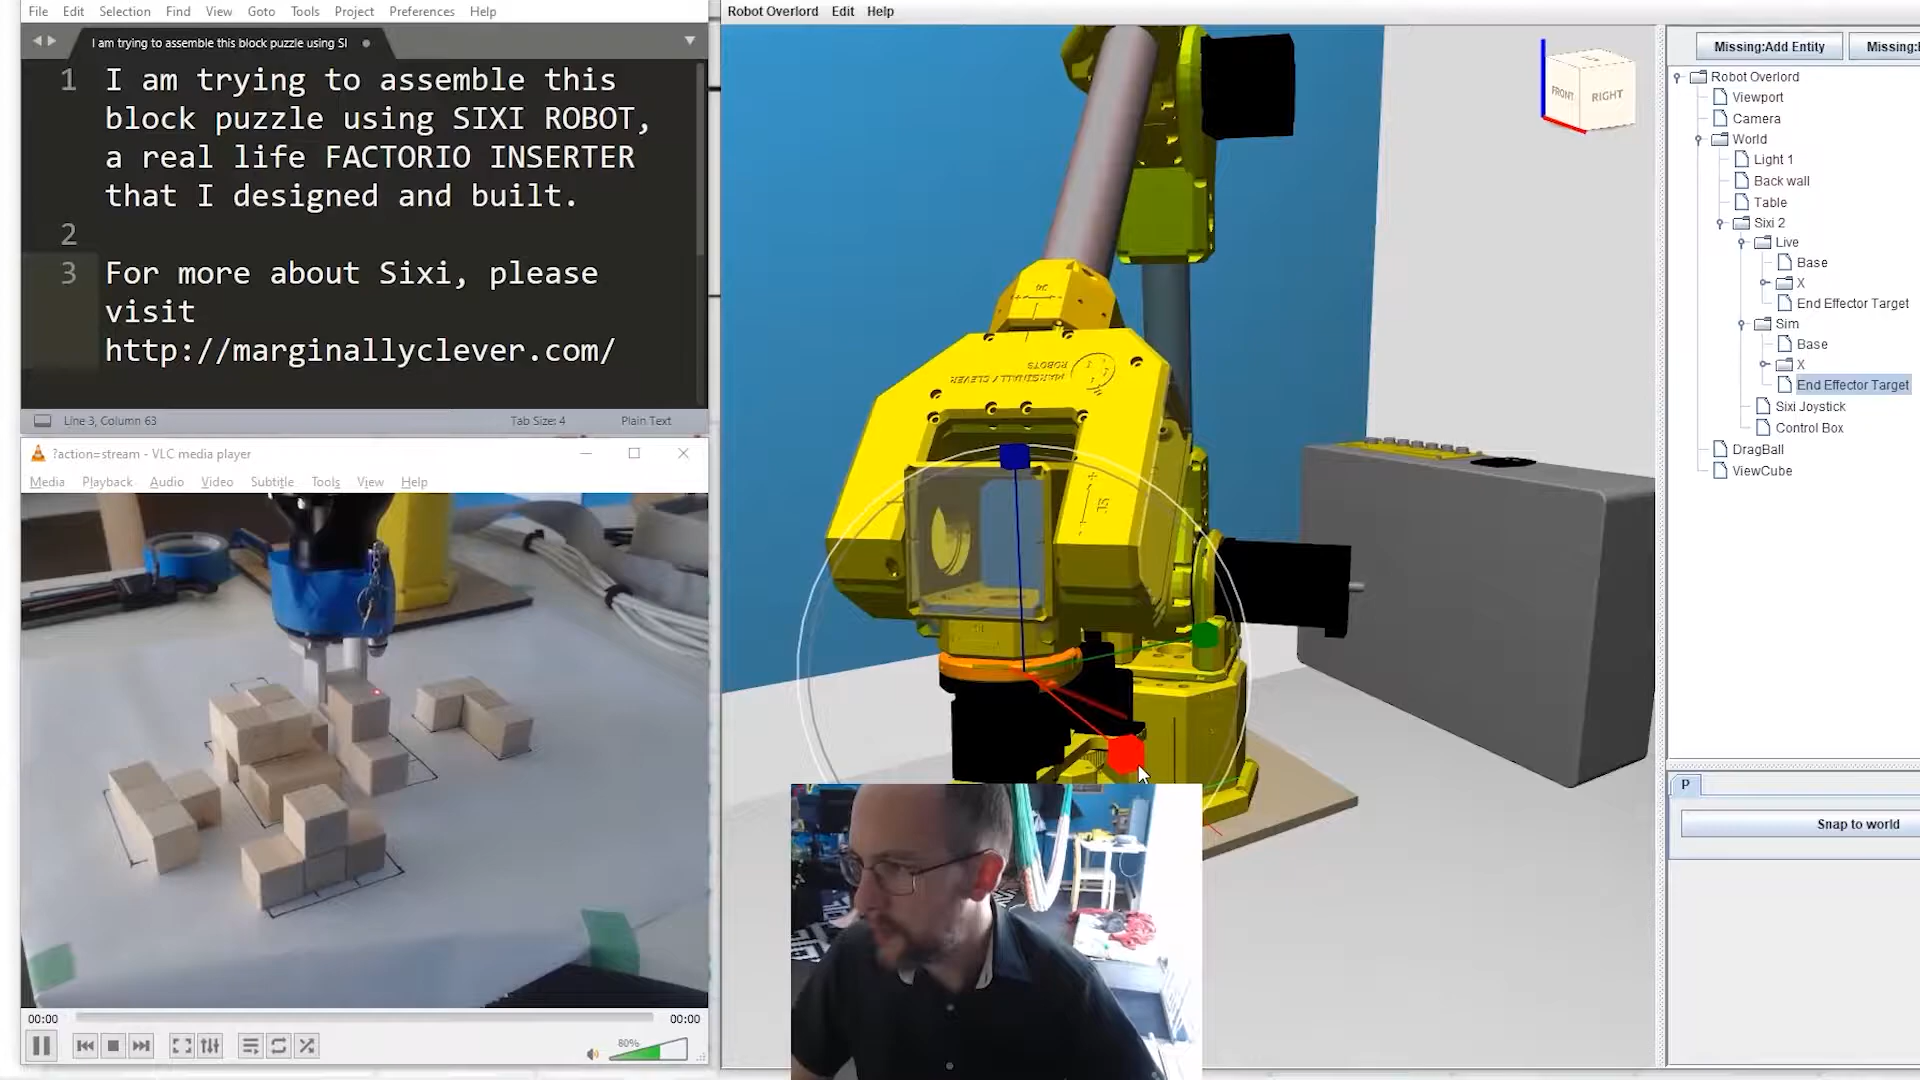 File Edit Selection Find View Goto Tools Project Preferences Help
I am trying to assemble this block puzzle using SI
1 I am trying to assemble this
block puzzle using SIXI ROBOT,
a real life FACTORIO INSERTER
that I designed and built.
2
3 For more about Sixi, please
visit
http://marginallyclever.com/
Line 3, Column 63 Tab Size: 4 Plain Text
?action=stream - VLC media player
Media Playback Audio Video Subtitle Tools View Help
00:00 00:00
80%
Robot Overlord Edit Help
MARGINALLY CLEVER
ROBOTS
FRONT RIGHT
Missing:Add Entity Missing:
Robot Overlord
Viewport
Camera
World
Light 1
Back wall
Table
Sixi 2
Live
Base
X
End Effector Target
Sim
Base
X
End Effector Target
Sixi Joystick
Control Box
DragBall
ViewCube
P
Snap to world